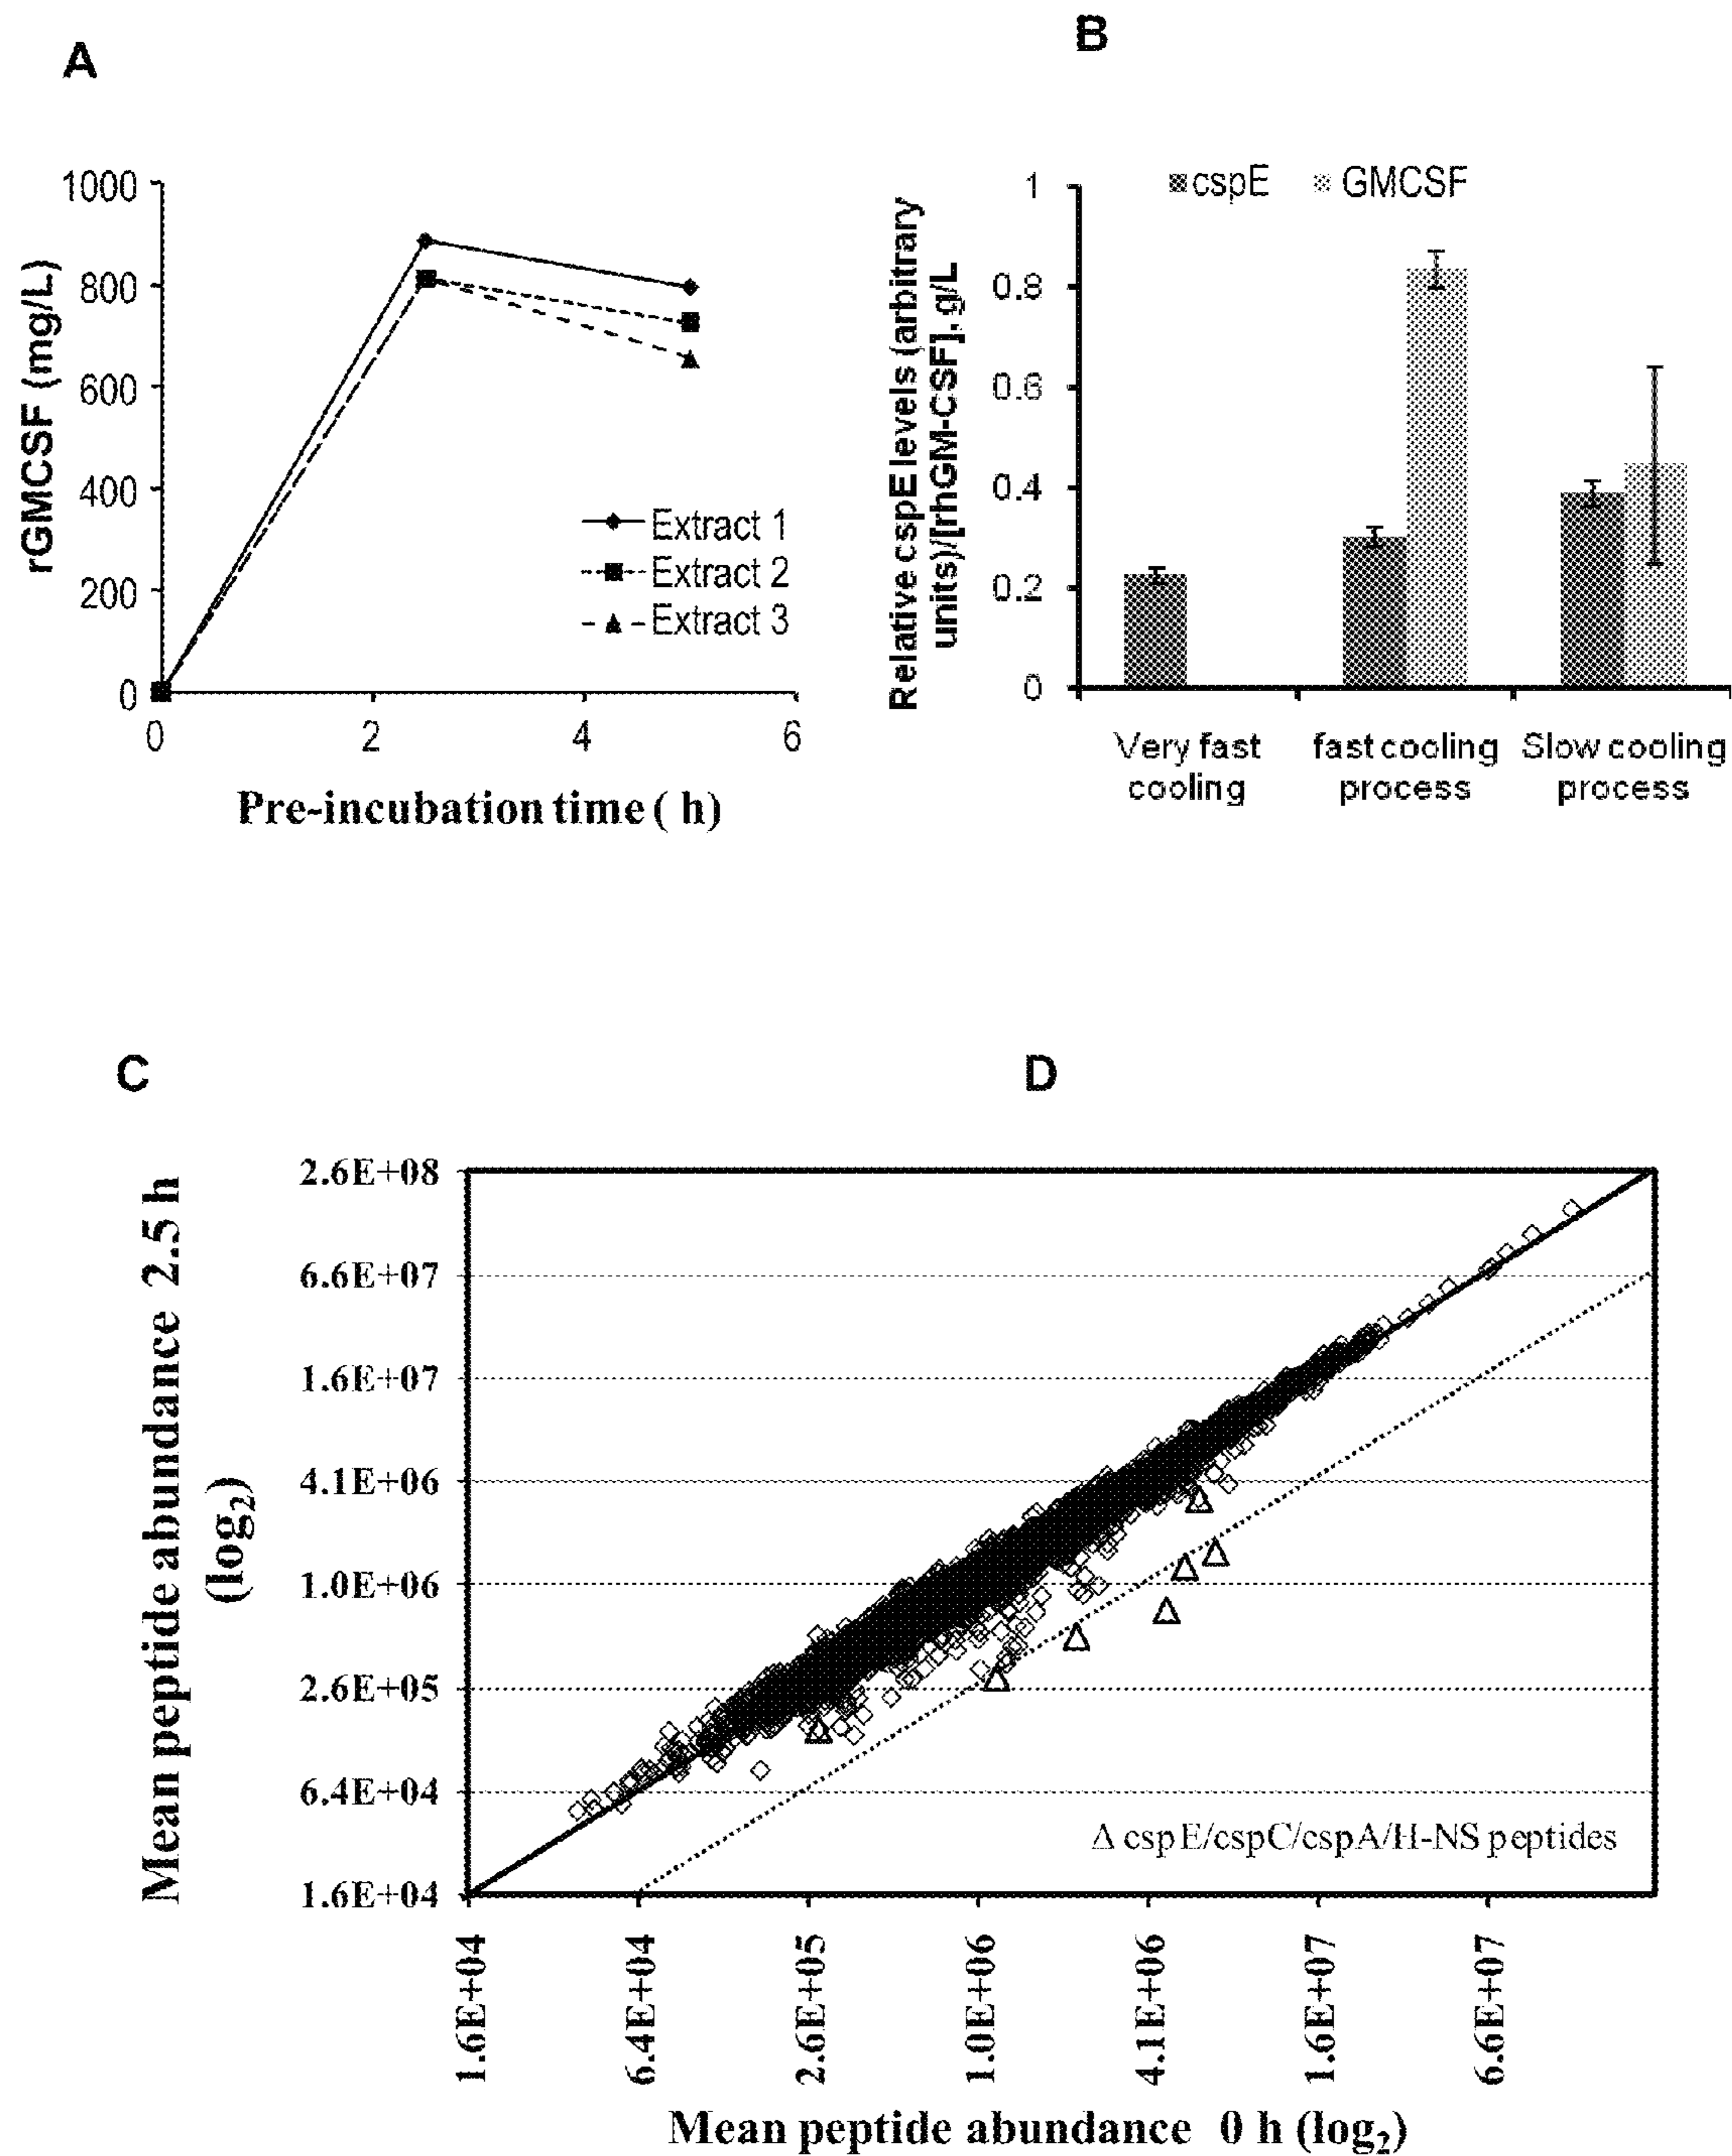 A
rGMCSF (mg/L)
1000
800
600
400
200
0
0 2 4 6
Extract 1
Extract 2
Extract 3
Pre-incubation time ( h)
B
Relative cspE levels (arbitrary
units)/[rhGM-CSF], g/L
cspE GMCSF
1
0.8
0.6
0.4
0.2
0
Very fast
cooling
fast cooling
process
Slow cooling
process
C
D
Mean peptide abundance 2.5 h
(log2)
2.6E+08
6.6E+07
1.6E+07
4.1E+06
1.0E+06
2.6E+05
6.4E+04
1.6E+04
Δ cspE/cspC/cspA/H-NS peptides
1.6E+04
6.4E+04
2.6E+05
1.0E+06
4.1E+06
1.6E+07
6.6E+07
Mean peptide abundance 0 h (log2)